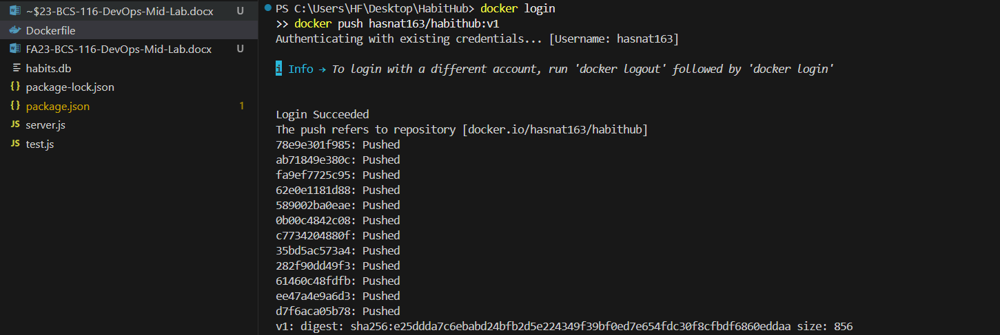 ~$23-BCS-116-DevOps-Mid-Lab.docx U
Dockerfile
FA23-BCS-116-DevOps-Mid-Lab.docx U
habits.db
{} package-lock.json
{} package.json 1
JS server.js
JS test.js
PS C:\Users\HF\Desktop\HabitHub> docker login
>> docker push hasnat163/habithub:v1
Authenticating with existing credentials... [Username: hasnat163]
i Info → To login with a different account, run 'docker logout' followed by 'docker login'
Login Succeeded
The push refers to repository [docker.io/hasnat163/habithub]
78e9e301f985: Pushed
ab71849e380c: Pushed
fa9ef7725c95: Pushed
62e0e1181d88: Pushed
589002ba0eae: Pushed
0b00c4842c08: Pushed
c7734204880f: Pushed
35bd5ac573a4: Pushed
282f90dd49f3: Pushed
61460c48fdfb: Pushed
ee47a4e9a6d3: Pushed
d7f6aca05b78: Pushed
v1: digest: sha256:e25ddda7c6ebabd24bfb2d5e224349f39bf0ed7e654fdc30f8cfbdf6860eddaa size: 856